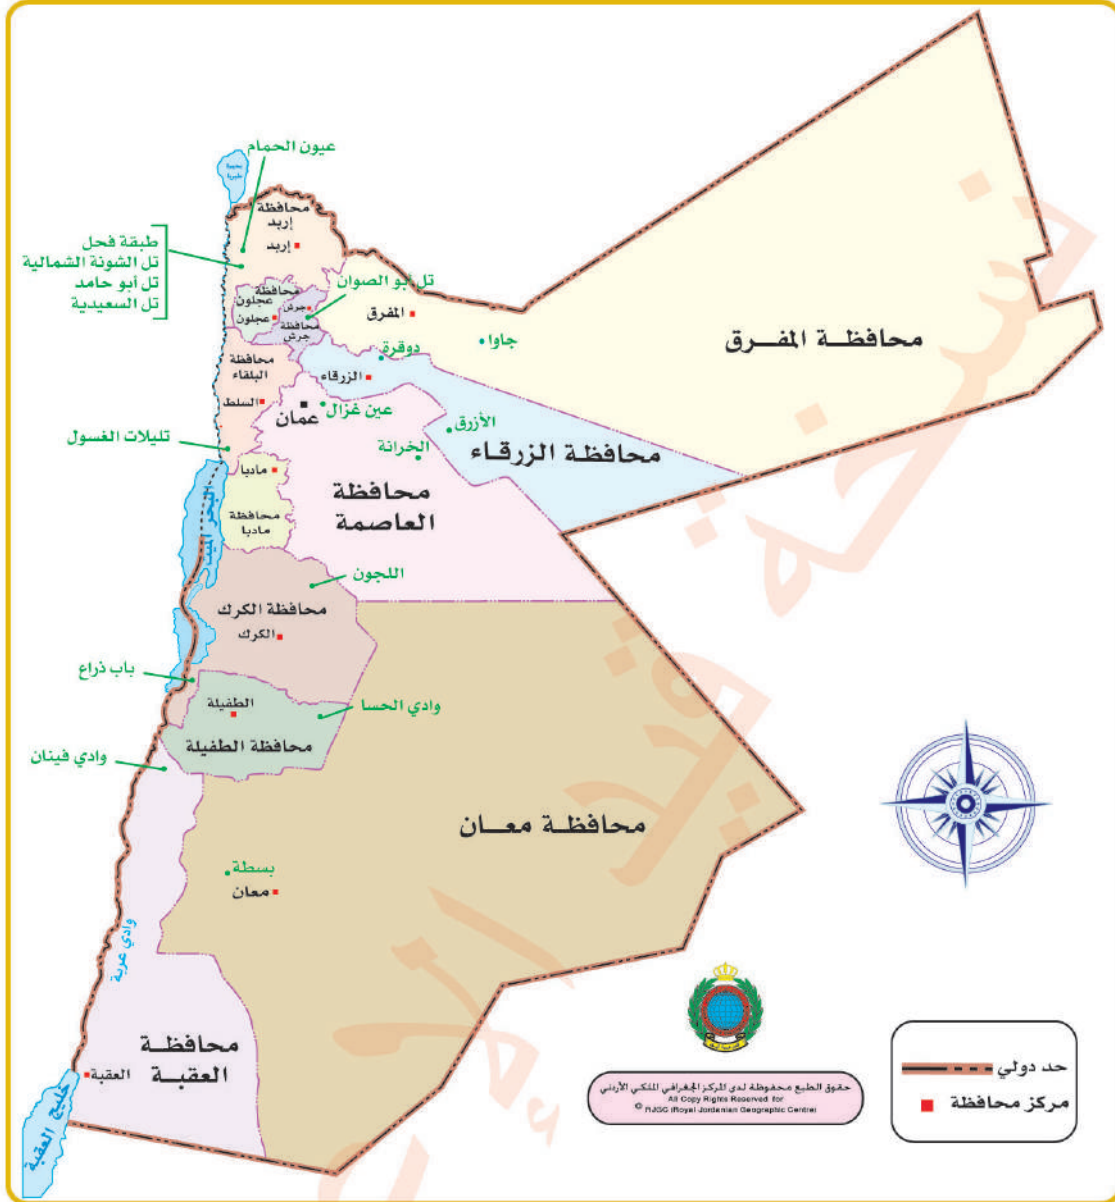 بحيرة
طبرية
عيون الحمام
محافظة
إربد
إربد
طبقة فحل
تل الشونة الشمالية
تل أبو حامد
تل السعيدية
تل أبو الصوان
محافظة
عجلون
عجلون
جرش
محافظة
جرش
المفرق
جاوا
محافظة المفرق
دوقرة
الزرقاء
محافظة
البلقاء
السلط
عمان
عين غزال
الأزرق
الخرانة
محافظة الزرقاء
تليلات الغسول
مادبا
محافظة
مادبا
البحر الميت
محافظة
العاصمة
اللجون
محافظة الكرك
الكرك
باب ذراع
الطفيلة
وادي الحسا
محافظة الطفيلة
وادي فينان
محافظة معان
بسطة
معان
وادي عربة
محافظة
العقبة
العقبة
خليج العقبة
حقوق الطبع محفوظة لدى المركز الجغرافي الملكي الأردني
All Copy Rights Reserved for
© RJGC (Royal Jordanian Geographic Centre)
حد دولي
مركز محافظة